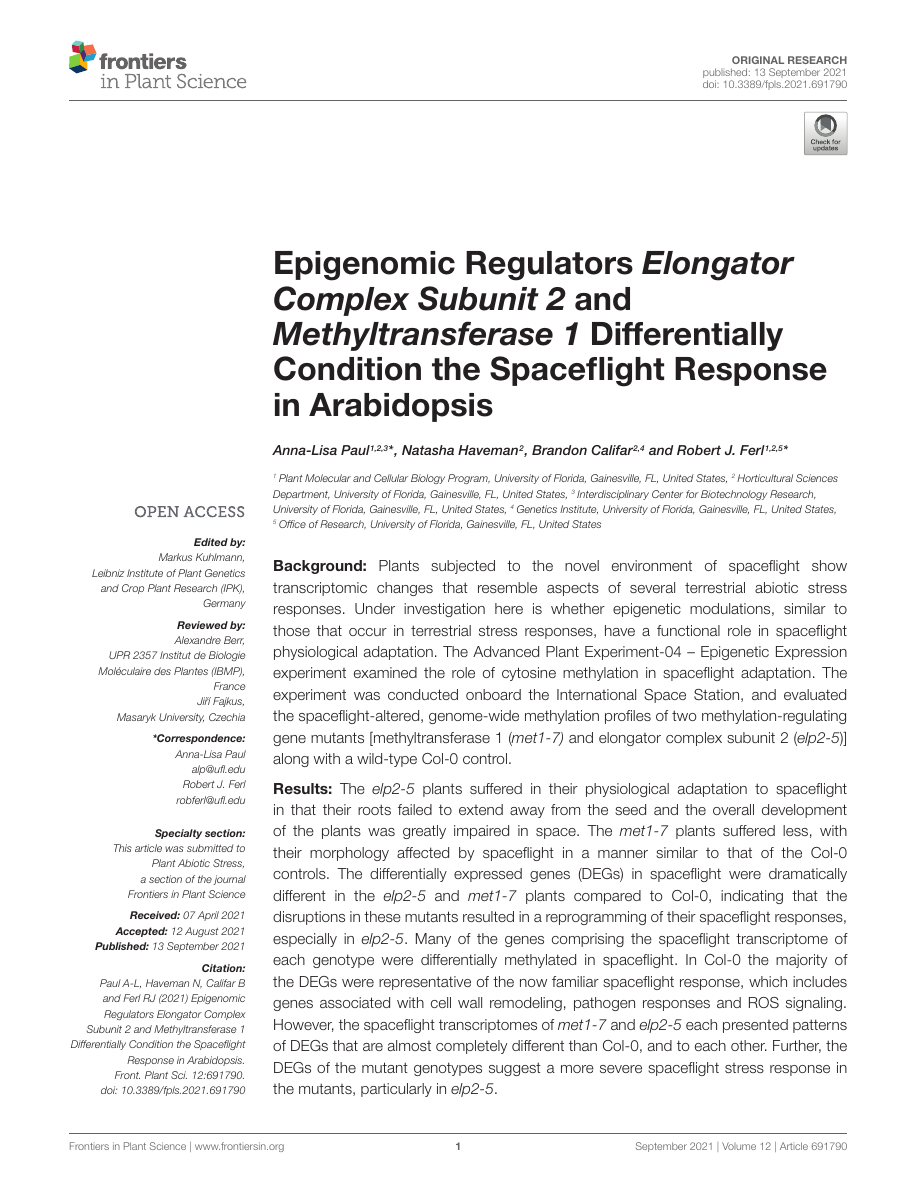 frontiers
in Plant Science
ORIGINAL RESEARCH
published: 13 September 2021
doi: 10.3389/fpls.2021.691790
Check for
updates
Epigenomic Regulators Elongator
Complex Subunit 2 and
Methyltransferase 1 Differentially
Condition the Spaceflight Response
in Arabidopsis
Anna-Lisa Paul1,2,3*, Natasha Haveman2, Brandon Califar2,4 and Robert J. Ferl1,2,5*
1 Plant Molecular and Cellular Biology Program, University of Florida, Gainesville, FL, United States, 2 Horticultural Sciences
Department, University of Florida, Gainesville, FL, United States, 3 Interdisciplinary Center for Biotechnology Research,
University of Florida, Gainesville, FL, United States, 4 Genetics Institute, University of Florida, Gainesville, FL, United States,
5 Office of Research, University of Florida, Gainesville, FL, United States
OPEN ACCESS
Edited by:
Markus Kuhlmann,
Leibniz Institute of Plant Genetics
and Crop Plant Research (IPK),
Germany
Reviewed by:
Alexandre Berr,
UPR 2357 Institut de Biologie
Moléculaire des Plantes (IBMP),
France
Jiří Fajkus,
Masaryk University, Czechia
*Correspondence:
Anna-Lisa Paul
alp@ufl.edu
Robert J. Ferl
robferl@ufl.edu
Specialty section:
This article was submitted to
Plant Abiotic Stress,
a section of the journal
Frontiers in Plant Science
Received: 07 April 2021
Accepted: 12 August 2021
Published: 13 September 2021
Citation:
Paul A-L, Haveman N, Califar B
and Ferl RJ (2021) Epigenomic
Regulators Elongator Complex
Subunit 2 and Methyltransferase 1
Differentially Condition the Spaceflight
Response in Arabidopsis.
Front. Plant Sci. 12:691790.
doi: 10.3389/fpls.2021.691790
Background: Plants subjected to the novel environment of spaceflight show
transcriptomic changes that resemble aspects of several terrestrial abiotic stress
responses. Under investigation here is whether epigenetic modulations, similar to
those that occur in terrestrial stress responses, have a functional role in spaceflight
physiological adaptation. The Advanced Plant Experiment-04 – Epigenetic Expression
experiment examined the role of cytosine methylation in spaceflight adaptation. The
experiment was conducted onboard the International Space Station, and evaluated
the spaceflight-altered, genome-wide methylation profiles of two methylation-regulating
gene mutants [methyltransferase 1 (met1-7) and elongator complex subunit 2 (elp2-5)]
along with a wild-type Col-0 control.
Results: The elp2-5 plants suffered in their physiological adaptation to spaceflight
in that their roots failed to extend away from the seed and the overall development
of the plants was greatly impaired in space. The met1-7 plants suffered less, with
their morphology affected by spaceflight in a manner similar to that of the Col-0
controls. The differentially expressed genes (DEGs) in spaceflight were dramatically
different in the elp2-5 and met1-7 plants compared to Col-0, indicating that the
disruptions in these mutants resulted in a reprogramming of their spaceflight responses,
especially in elp2-5. Many of the genes comprising the spaceflight transcriptome of
each genotype were differentially methylated in spaceflight. In Col-0 the majority of
the DEGs were representative of the now familiar spaceflight response, which includes
genes associated with cell wall remodeling, pathogen responses and ROS signaling.
However, the spaceflight transcriptomes of met1-7 and elp2-5 each presented patterns
of DEGs that are almost completely different than Col-0, and to each other. Further, the
DEGs of the mutant genotypes suggest a more severe spaceflight stress response in
the mutants, particularly in elp2-5.
Frontiers in Plant Science | www.frontiersin.org
1
September 2021 | Volume 12 | Article 691790